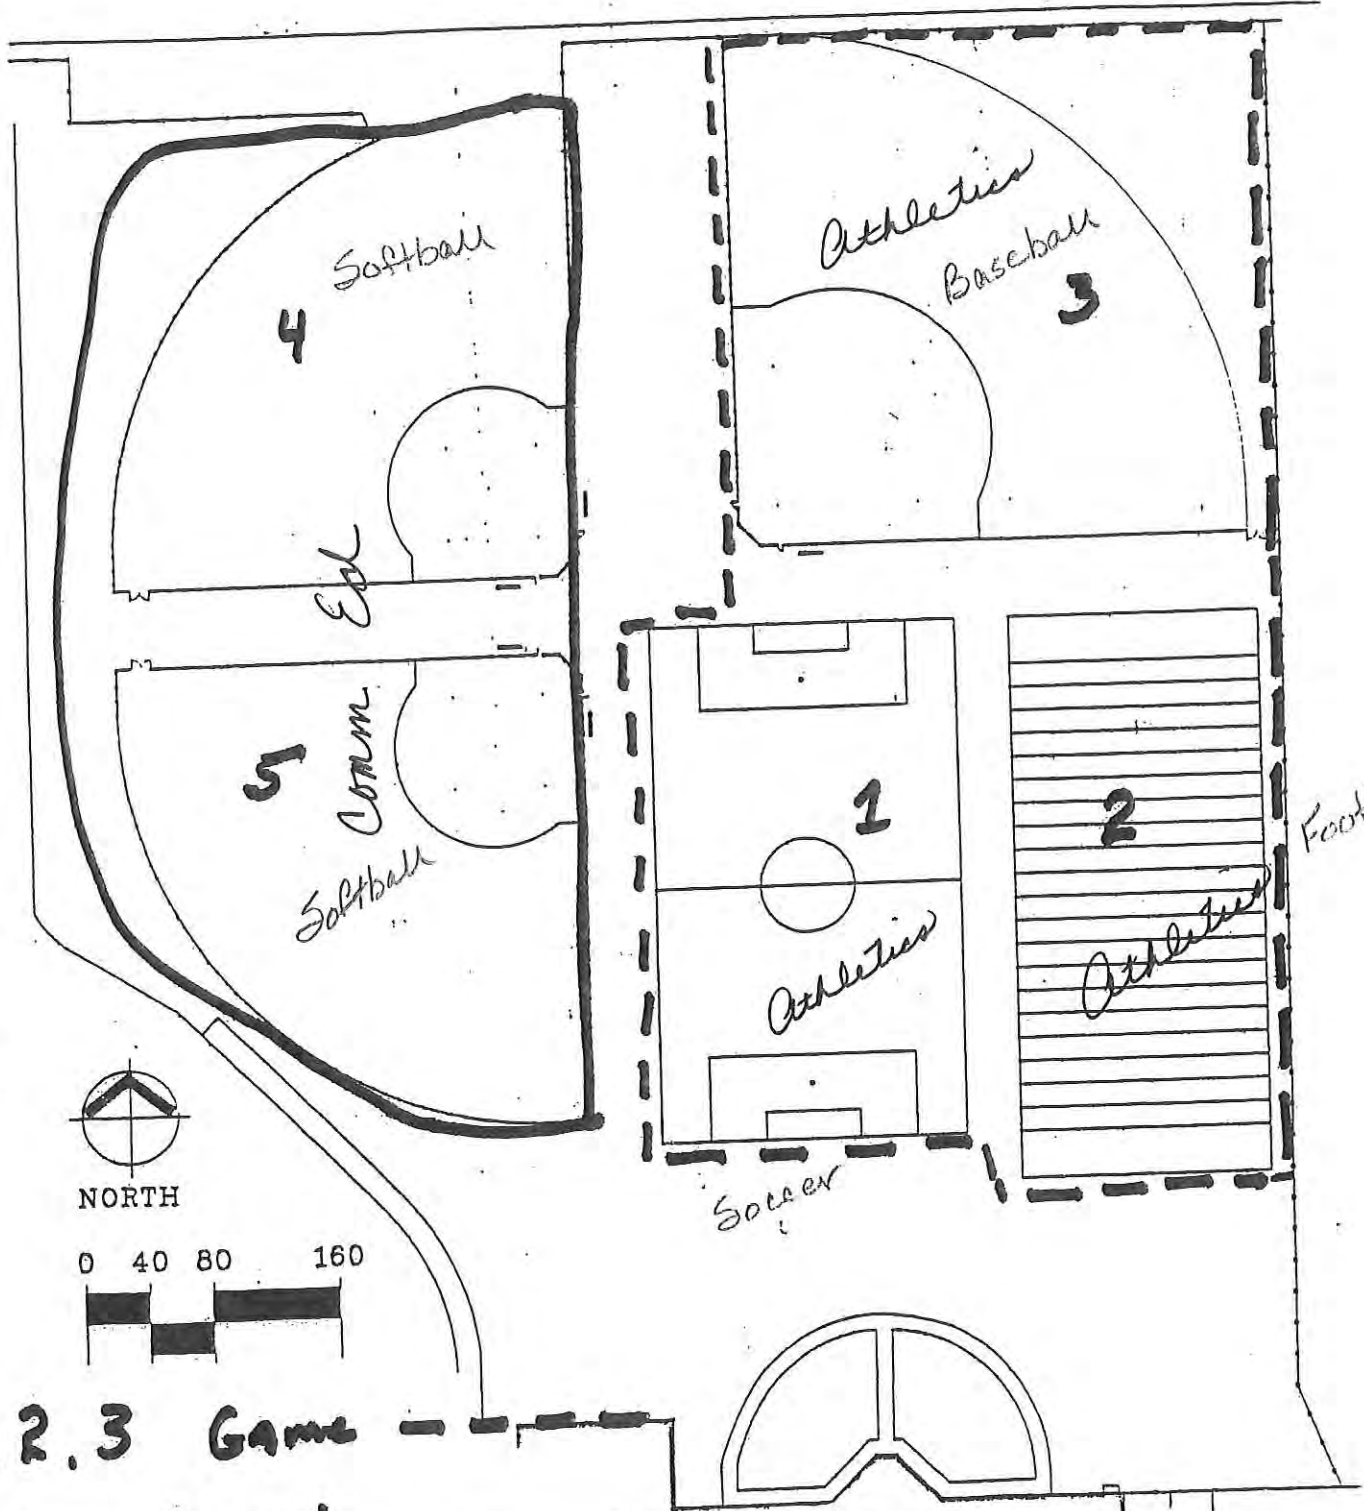 Athletics
Softball
Baseball
3
4
Comm Ed
5
1
2
Foot
Softball
Athletics
Athletics
Soccer
NORTH
0 40 80 160
2,3 Game